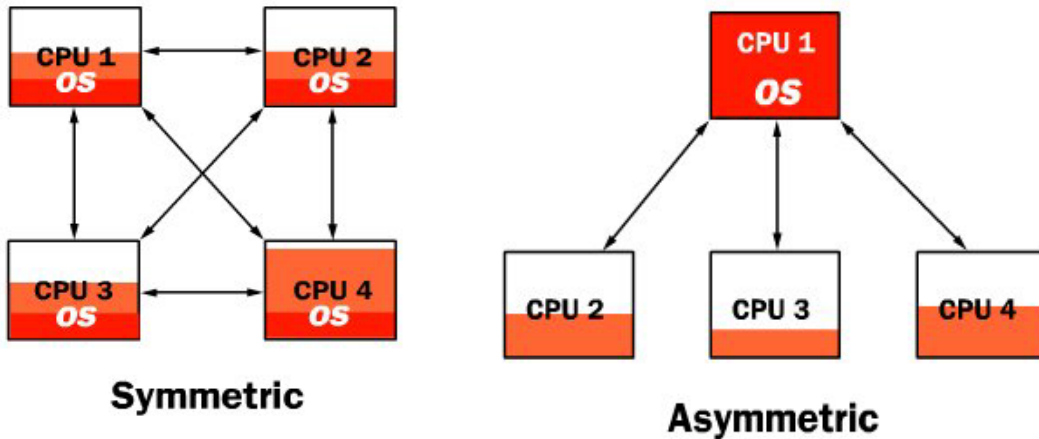 CPU 1
OS
CPU 2
OS
CPU 3
OS
CPU 4
OS
Symmetric
CPU 1
OS
CPU 2
CPU 3
CPU 4
Asymmetric